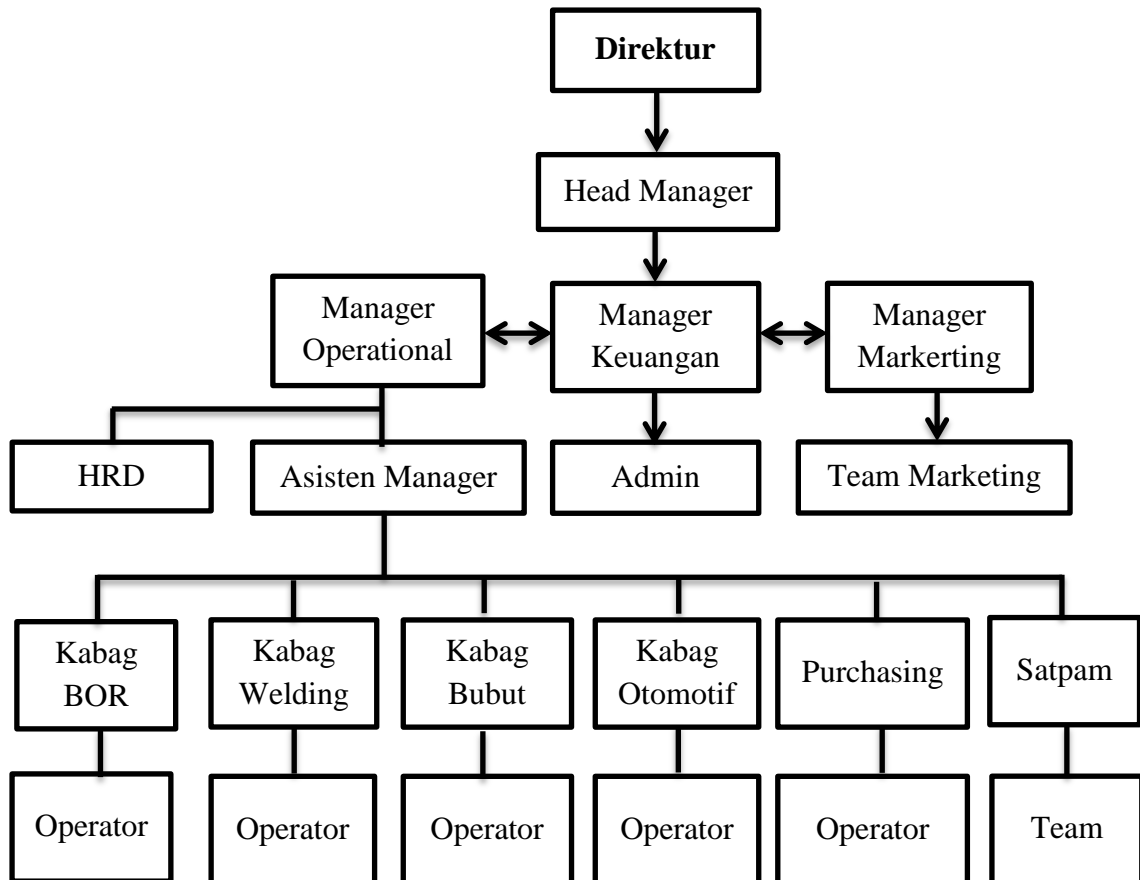 Direktur
Head Manager
Manager
Operational
Manager
Keuangan
Manager
Markerting
HRD
Asisten Manager
Admin
Team Marketing
Kabag
BOR
Kabag
Welding
Kabag
Bubut
Kabag
Otomotif
Purchasing
Satpam
Operator
Operator
Operator
Operator
Operator
Team